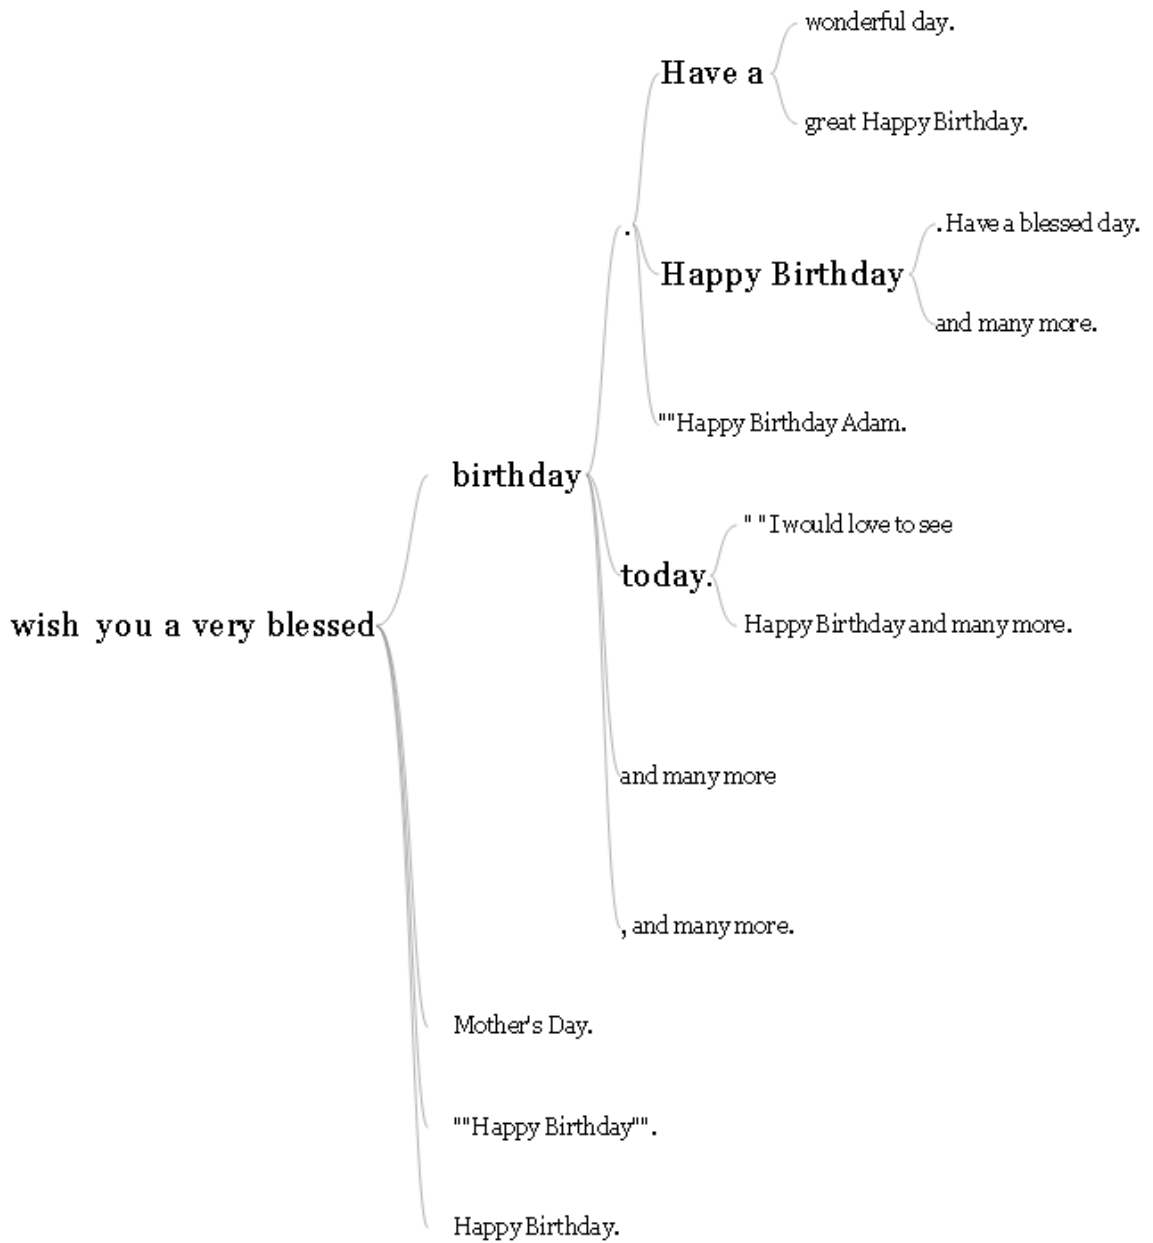 wonderful day.
Have a
great Happy Birthday.
. Have a blessed day.
.
Happy Birthday
and many more.
""Happy Birthday Adam.
birthday
" "I would love to see
today.
Happy Birthday and many more.
wish you a very blessed
and many more
, and many more.
Mother's Day.
""Happy Birthday"".
Happy Birthday.